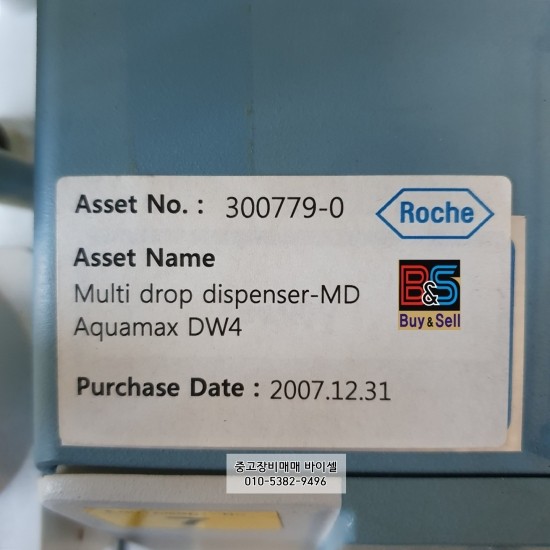 Asset No. : 300779-0
Roche
Asset Name
Multi drop dispenser-MD
Aquamax DW4
B&S
Buy & Sell
Purchase Date : 2007.12.31
중고장비매매 바이셀
010-5382-9496